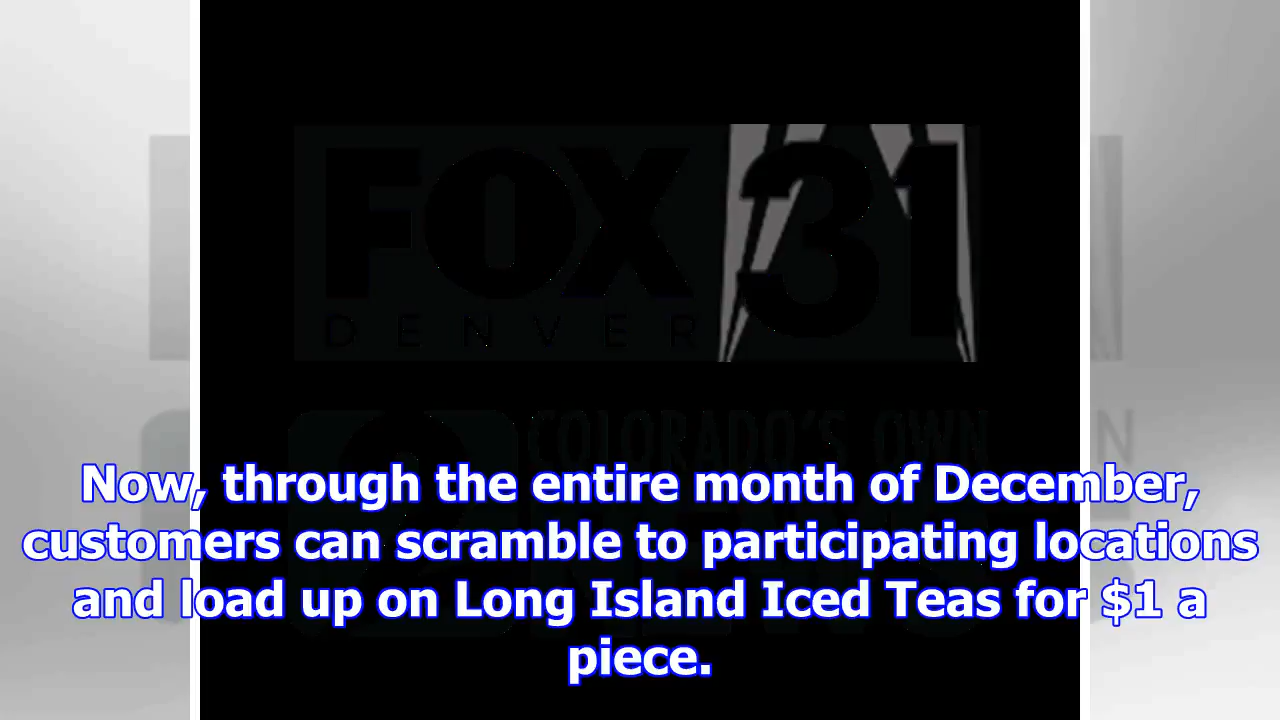 FOX 31
DENVER
2 COLORADO'S OWN
Now, through the entire month of December,
customers can scramble to participating locations
and load up on Long Island Iced Teas for $1 a
piece.